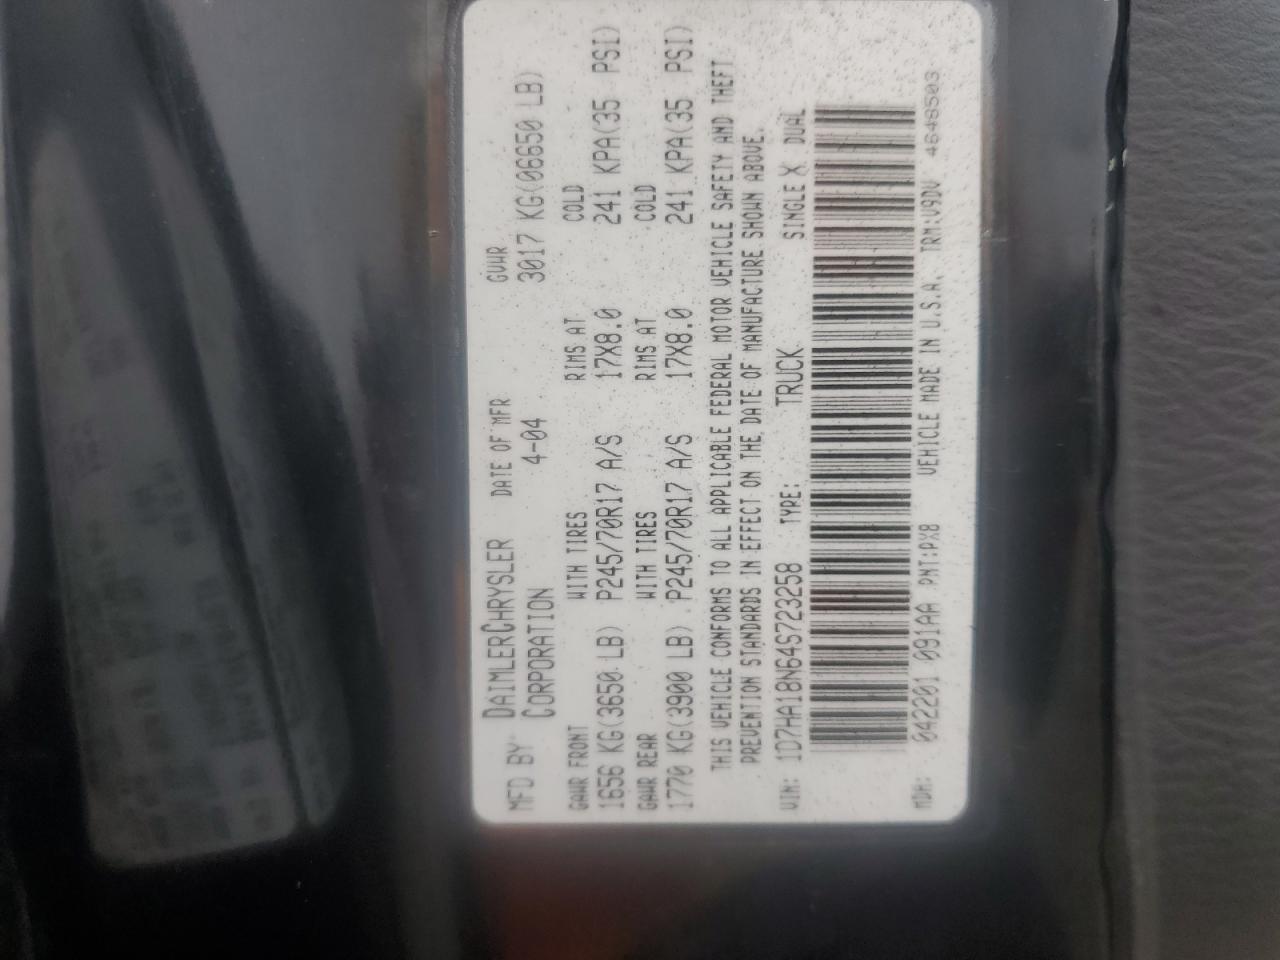 MFD BY DAIMLERCHRYSLER CORPORATION DATE OF MFR 4-04 GVWR 3017 KG(06650 LB)
GAWR FRONT WITH TIRES RIMS AT COLD
1656 KG(3650 LB) P245/70R17 A/S 17X8.0 241 KPA(35 PSI)
GAWR REAR WITH TIRES RIMS AT COLD
1770 KG(3900 LB) P245/70R17 A/S 17X8.0 241 KPA(35 PSI)
THIS VEHICLE CONFORMS TO ALL APPLICABLE FEDERAL MOTOR VEHICLE SAFETY AND THEFT
PREVENTION STANDARDS IN EFFECT ON THE DATE OF MANUFACTURE SHOWN ABOVE.
VIN: 1D7HA18N64S723258 TYPE: TRUCK SINGLE X DUAL
MDH: 042201 091AA PNT:PX8 VEHICLE MADE IN U.S.A. TRM:V9DV 4648503